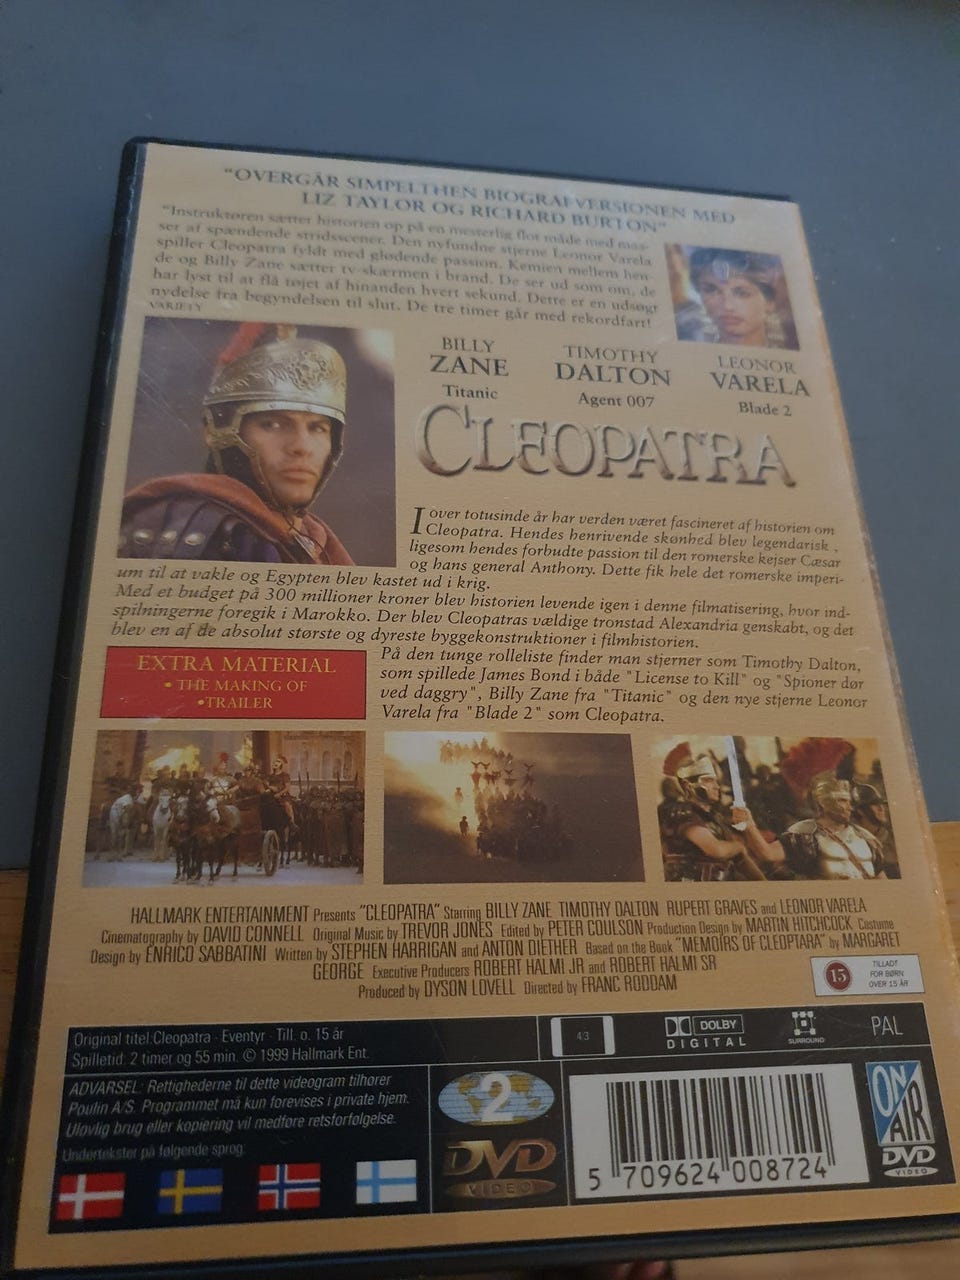 "OVERGÅR SIMPELTHEN BIOGRAFVERSIONEN MED
LIZ TAYLOR OG RICHARD BURTON"
"Instruktøren sætter historien op på en mesterlig flot måde med mas-
ser af spændende stridsscener. Den nyfundne stjerne Leonor Varela
spiller Cleopatra fyldt med glødende passion. Kemien mellem hen-
de og Billy Zane sætter tv-skærmen i brand. De ser ud som om, de
har lyst til at flå tøjet af hinanden hvert sekund. Dette er en udsøgt
nydelse fra begyndelsen til slut. De tre timer går med rekordfart!
VARIETY
BILLY
ZANE
Titanic
TIMOTHY
DALTON
Agent 007
LEONOR
VARELA
Blade 2
CLEOPATRA
I over totusinde år har verden været fascineret af historien om
Cleopatra. Hendes henrivende skønhed blev legendarisk ,
ligesom hendes forbudte passion til den romerske kejser Cæsar
og hans general Anthony. Dette fik hele det romerske imperi-
um til at vakle og Egypten blev kastet ud i krig.
Med et budget på 300 millioner kroner blev historien levende igen i denne filmatisering, hvor ind-
spilningerne foregik i Marokko. Der blev Cleopatras vældige tronstad Alexandria genskabt, og det
blev en af de absolut største og dyreste byggekonstruktioner i filmhistorien.
På den tunge rolleliste finder man stjerner som Timothy Dalton,
som spillede James Bond i både "License to Kill" og "Spioner dør
ved daggry", Billy Zane fra "Titanic" og den nye stjerne Leonor
Varela fra "Blade 2" som Cleopatra.
EXTRA MATERIAL
• THE MAKING OF
•TRAILER
HALLMARK ENTERTAINMENT Presents "CLEOPATRA" Starring BILLY ZANE TIMOTHY DALTON RUPERT GRAVES and LEONOR VARELA
Cinematography by DAVID CONNELL Original Music by TREVOR JONES Edited by PETER COULSON Production Design by MARTIN HITCHCOCK Costume
Design by ENRICO SABBATINI Written by STEPHEN HARRIGAN and ANTON DIETHER Based on the Book "MEMOIRS OF CLEOPTARA" by MARGARET
GEORGE Executive Producers ROBERT HALMI JR and ROBERT HALMI SR
Produced by DYSON LOVELL Directed by FRANC RODDAM
15
TILLADT
FOR BØRN
OVER 15 ÅR
Original titel:Cleopatra - Eventyr - Till. o. 15 år
Spilletid: 2 timer og 55 min. © 1999 Hallmark Ent.
4:3
DOLBY
DIGITAL
SURROUND
PAL
ADVARSEL: Rettighederne til dette videogram tilhører
Poulin A/S. Programmet må kun forevises i private hjem.
Ulovlig brug eller kopiering vil medføre retsforfølgelse.
Undertekster på følgende sprog:
2
DVD
VIDEO
5 709624 008724
ON AIR
DVD
VIDEO